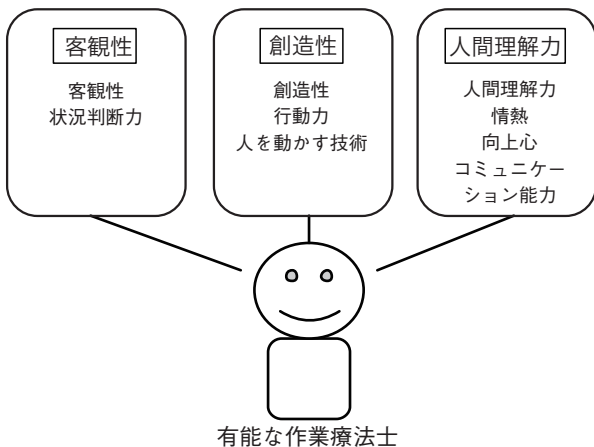 客観性
客観性
状況判断力
創造性
創造性
行動力
人を動かす技術
人間理解力
人間理解力
情熱
向上心
コミュニケー
ション能力
有能な作業療法士